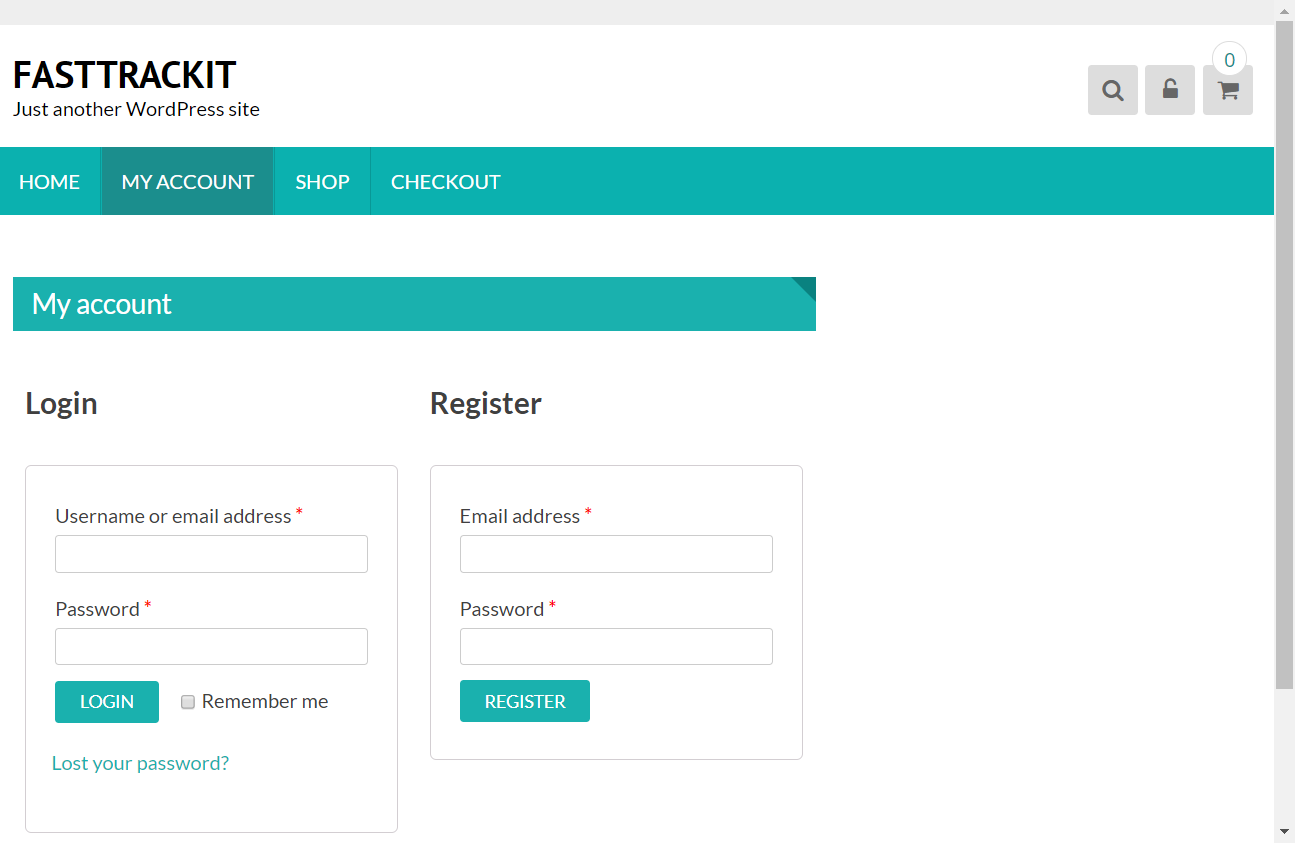 FASTTRACKIT
Just another WordPress site
0
HOME
MY ACCOUNT
SHOP
CHECKOUT
My account
Login
Username or email address *
Password *
LOGIN
Remember me
Lost your password?
Register
Email address *
Password *
REGISTER